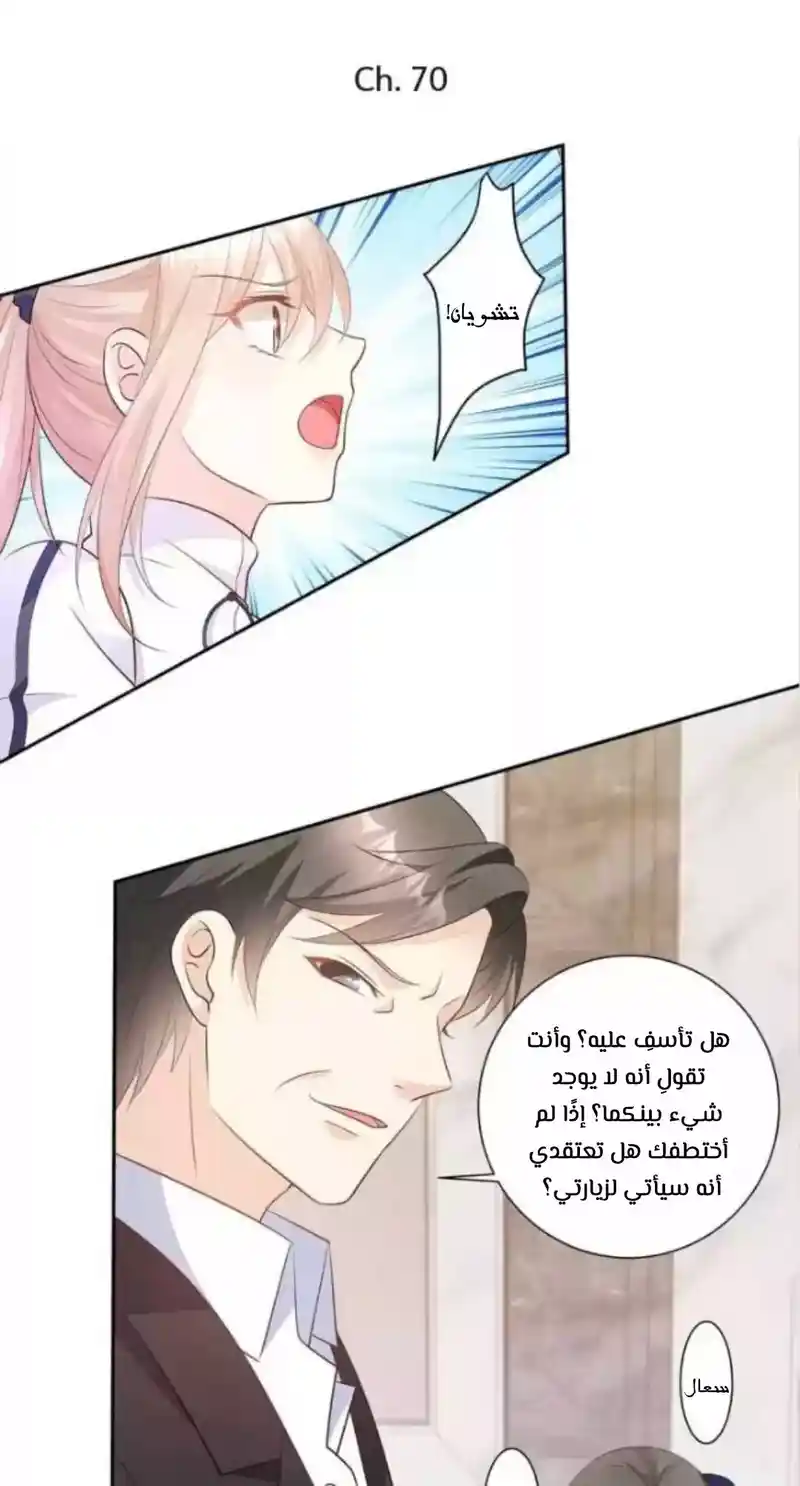 Ch. 70
تشويان!
هل تأسفِ عليه؟ وأنت
تقولِ أنه لا يوجد
شيء بينكما؟ إذًا لم
أختطفك هل تعتقدي
أنه سيأتي لزيارتي؟
سعال